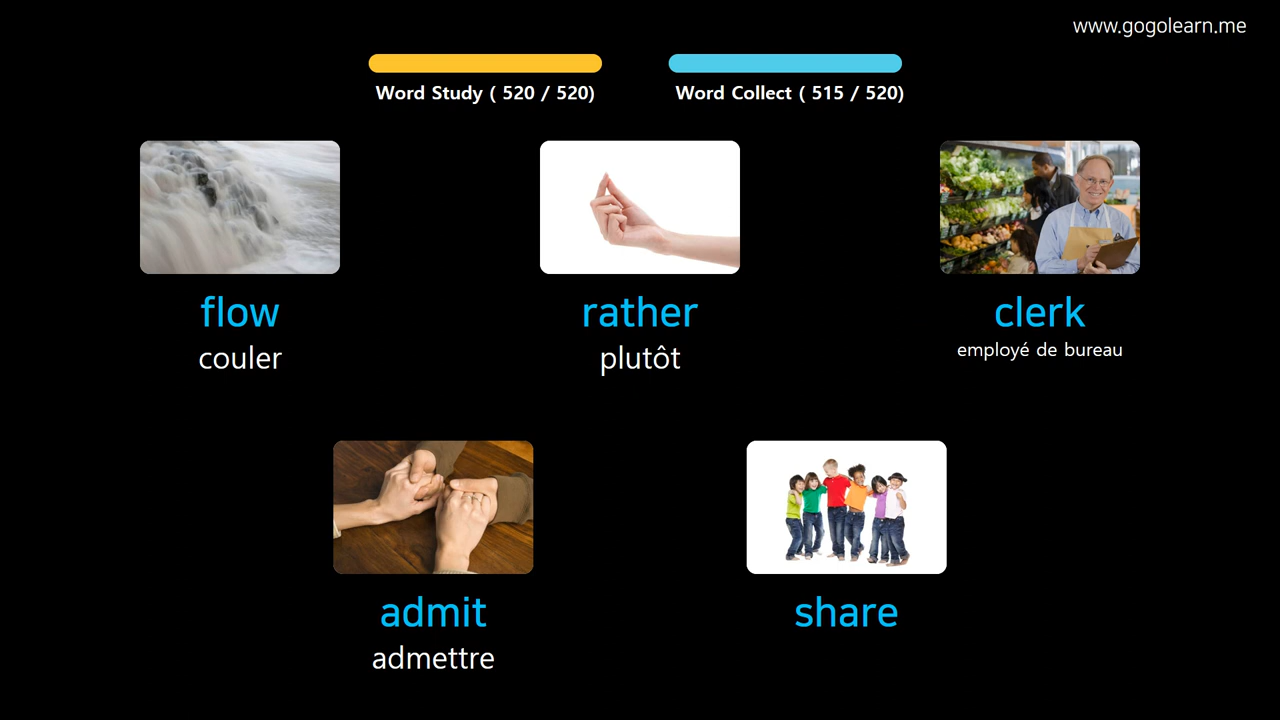 www.gogolearn.me
Word Study ( 520 / 520)
Word Collect ( 515 / 520)
flow
couler
rather
plutôt
clerk
employé de bureau
admit
admettre
share